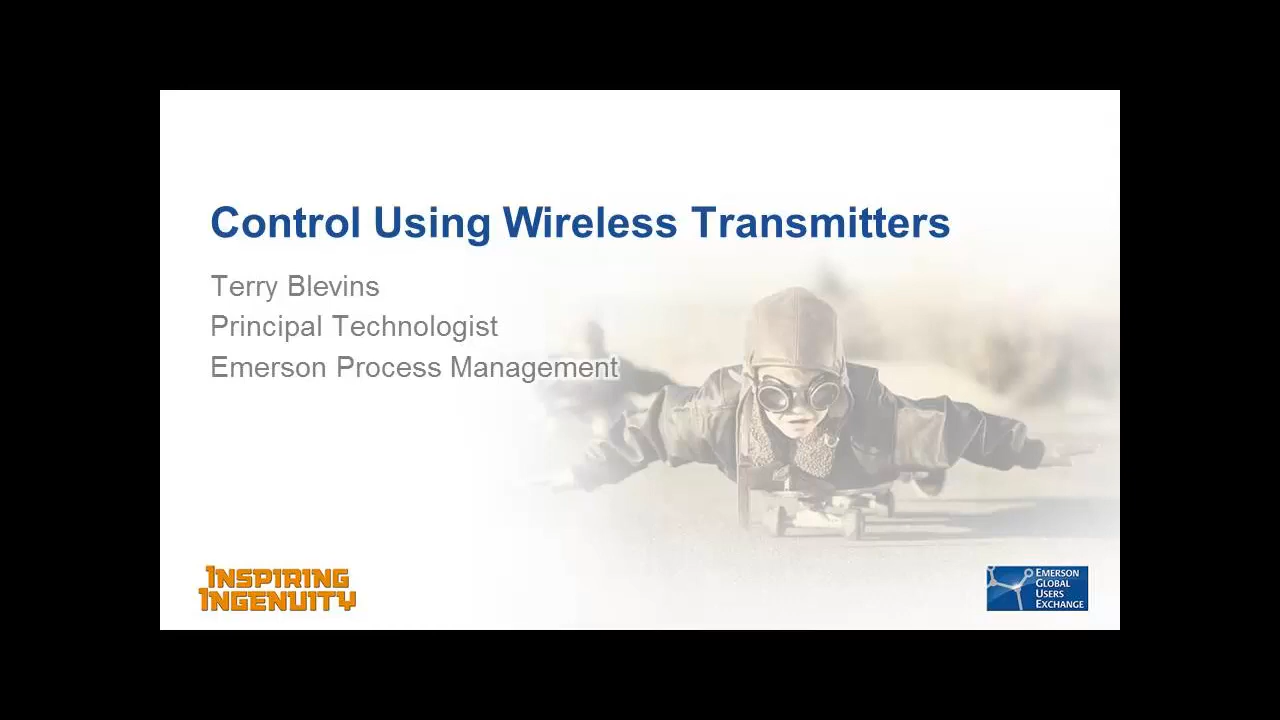 Control Using Wireless Transmitters
Terry Blevins
Principal Technologist
Emerson Process Management
INSPIRING
INGENUITY
EMERSON
GLOBAL
USERS
EXCHANGE